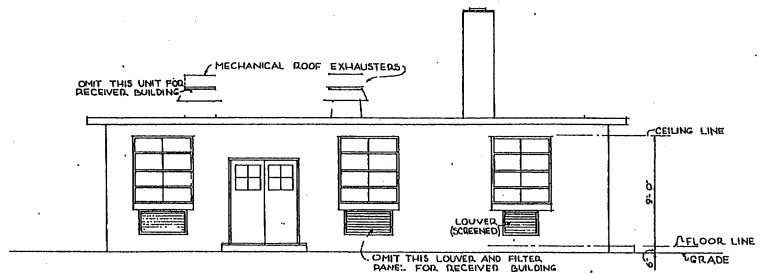 MECHANICAL ROOF EXHAUSTERS
OMIT THIS UNIT FOR
RECEIVER BUILDING
CEILING LINE
9'-0"
LOUVER
(SCREENED)
FLOOR LINE
6"
GRADE
OMIT THIS LOUVER AND FILTER
PANEL FOR RECEIVED BUILDING